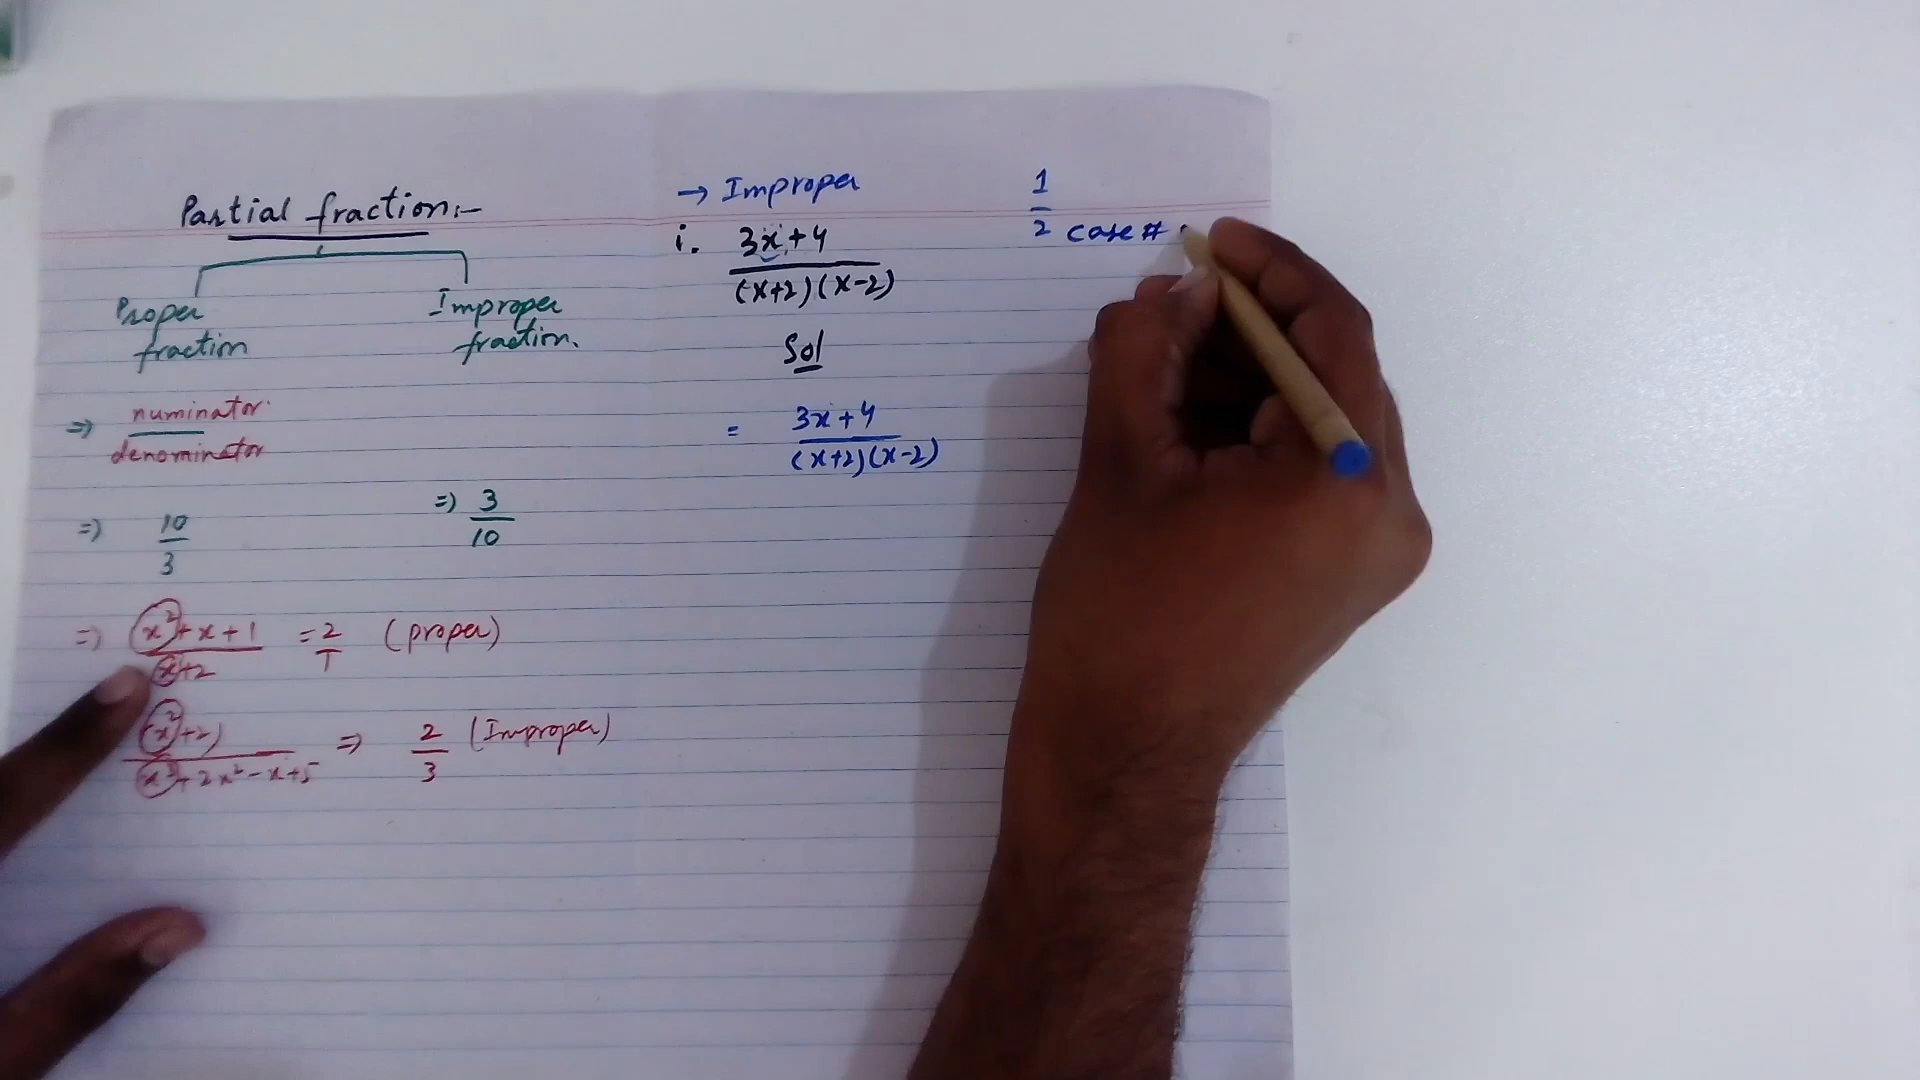 Partial fraction:-
Proper
fraction
Improper
fraction.
=> numinator
denominator
=> 10
3
=> 3
10
=> x²+x+1 = 2 (proper)
x+2 1
(x²+2) => 2 (Improper)
x³+2x²-x+5 3
→ Improper
i. 3x+4
(x+2)(x-2)
Sol
= 3x+4
(x+2)(x-2)
1
2 case #